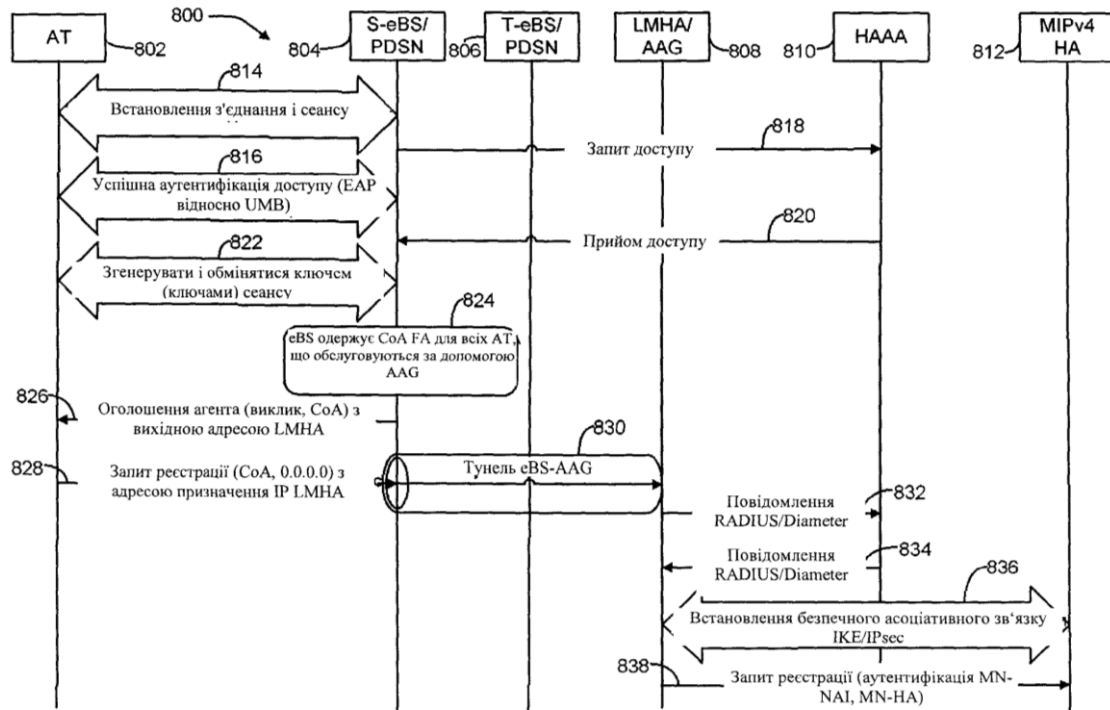 800
AT
802
804
S-eBS/
PDSN
806
T-eBS/
PDSN
LMHA/
AAG
808
810
HAAA
812
MIPv4
HA
814
Встановлення з'єднання і сеансу
818
Запит доступу
816
Успішна аутентифікація доступу (EAP
відносно UMB)
820
Прийом доступу
822
Згенерувати і обмінятися ключем
(ключами) сеансу
824
eBS одержує CoA FA для всіх AT,
що обслуговуються за допомогою
AAG
826
Оголошення агента (виклик, CoA) з
вихідною адресою LMHA
830
Тунель eBS-AAG
828
Запит реєстрації (CoA, 0.0.0.0) з
адресою призначення IP LMHA
832
Повідомлення
RADIUS/Diameter
834
Повідомлення
RADIUS/Diameter
836
Встановлення безпечного асоціативного зв'язку
IKE/IPsec
838
Запит реєстрації (аутентифікація MN-
NAI, MN-HA)